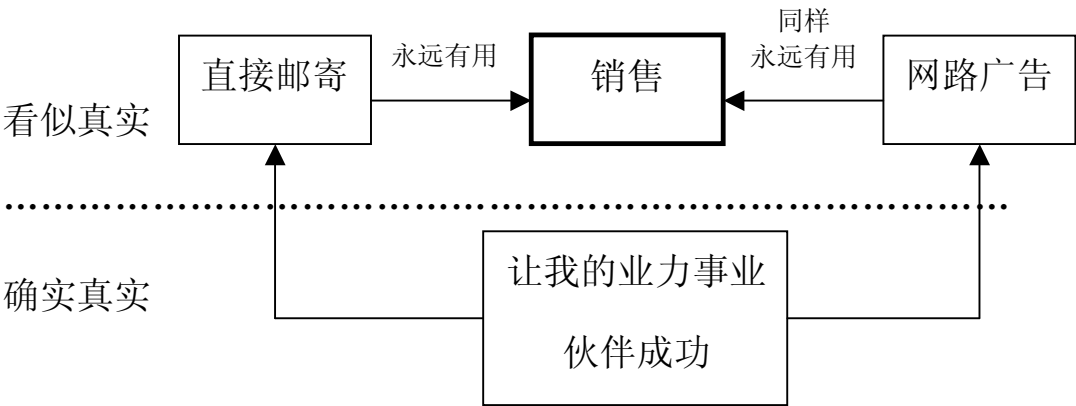 同样
直接邮寄
永远有用
销售
永远有用
网路广告
看似真实
让我的业力事业
确实真实
伙伴成功